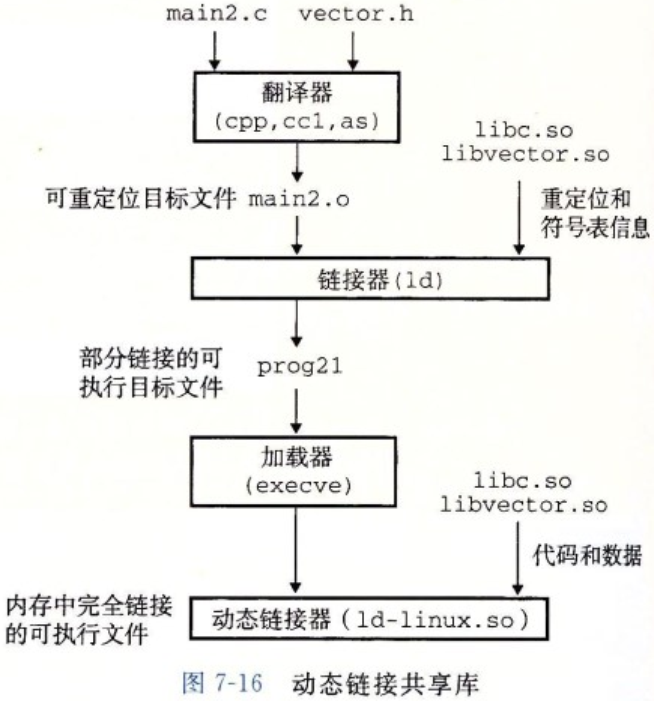 main2.c vector.h
翻译器
(cpp,cc1,as)
libc.so
libvector.so
可重定位目标文件 main2.o
重定位和
符号表信息
链接器(ld)
部分链接的可
执行目标文件
prog21
加载器
(execve)
libc.so
libvector.so
代码和数据
内存中完全链接
的可执行文件
动态链接器(ld-linux.so)
图 7-16 动态链接共享库